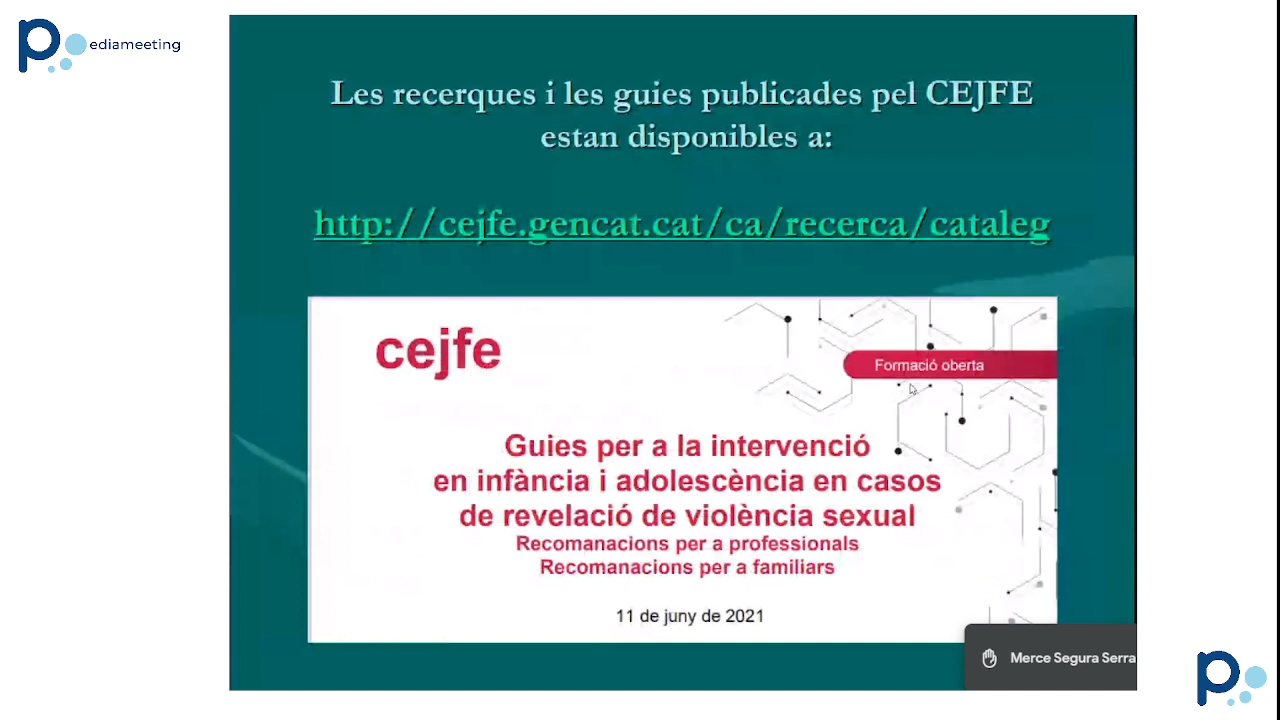 pediameeting
Les recerques i les guies publicades pel CEJFE
estan disponibles a:
http://cejfe.gencat.cat/ca/recerca/cataleg
cejfe
Formació oberta
Guies per a la intervenció
en infància i adolescència en casos
de revelació de violència sexual
Recomanacions per a professionals
Recomanacions per a familiars
11 de juny de 2021
Merce Segura Serra
p